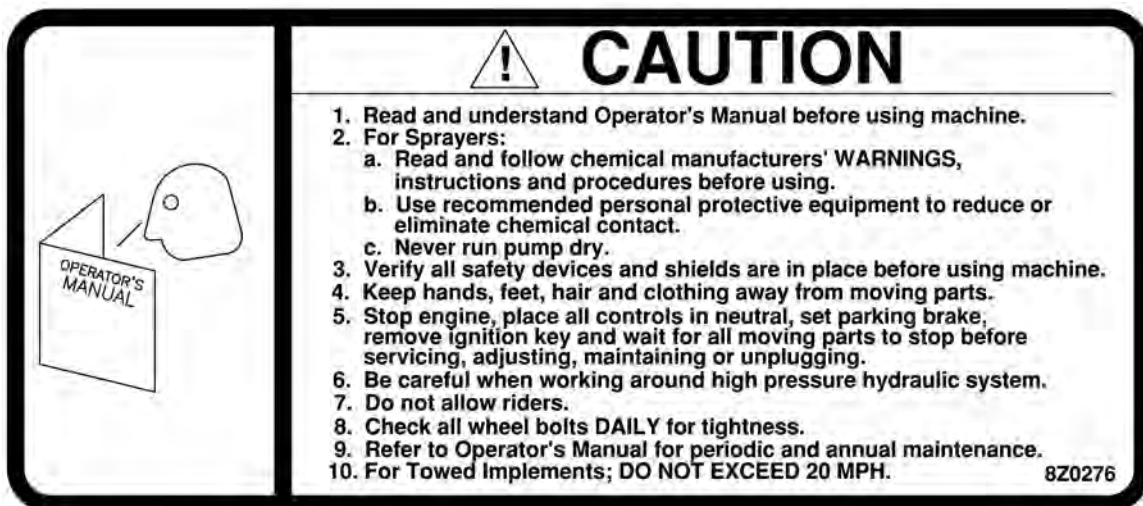 ! CAUTION
1. Read and understand Operator's Manual before using machine.
2. For Sprayers:
a. Read and follow chemical manufacturers' WARNINGS,
instructions and procedures before using.
b. Use recommended personal protective equipment to reduce or
eliminate chemical contact.
c. Never run pump dry.
3. Verify all safety devices and shields are in place before using machine.
4. Keep hands, feet, hair and clothing away from moving parts.
5. Stop engine, place all controls in neutral, set parking brake,
remove ignition key and wait for all moving parts to stop before
servicing, adjusting, maintaining or unplugging.
6. Be careful when working around high pressure hydraulic system.
7. Do not allow riders.
8. Check all wheel bolts DAILY for tightness.
9. Refer to Operator's Manual for periodic and annual maintenance.
10. For Towed Implements; DO NOT EXCEED 20 MPH.
8Z0276
OPERATOR'S
MANUAL